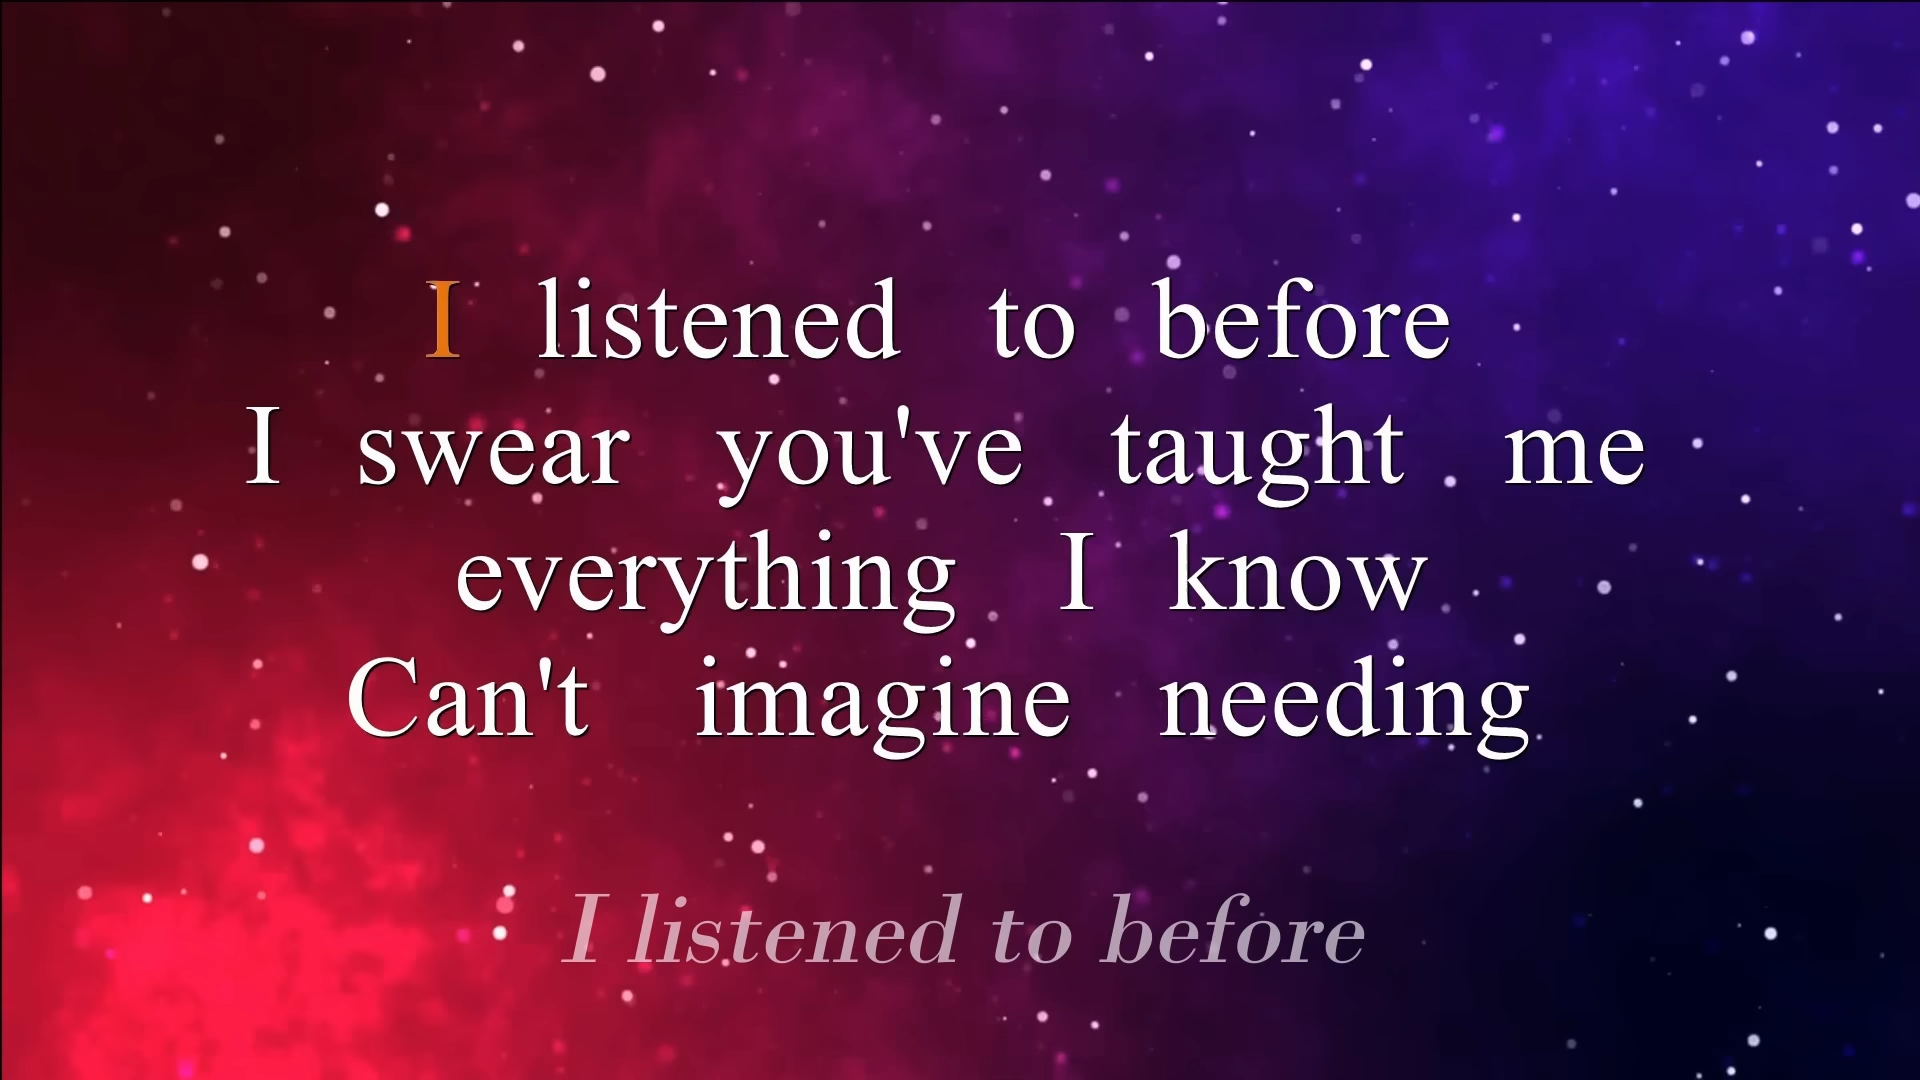 I listened to before
I swear you've taught me
everything I know
Can't imagine needing
I listened to before